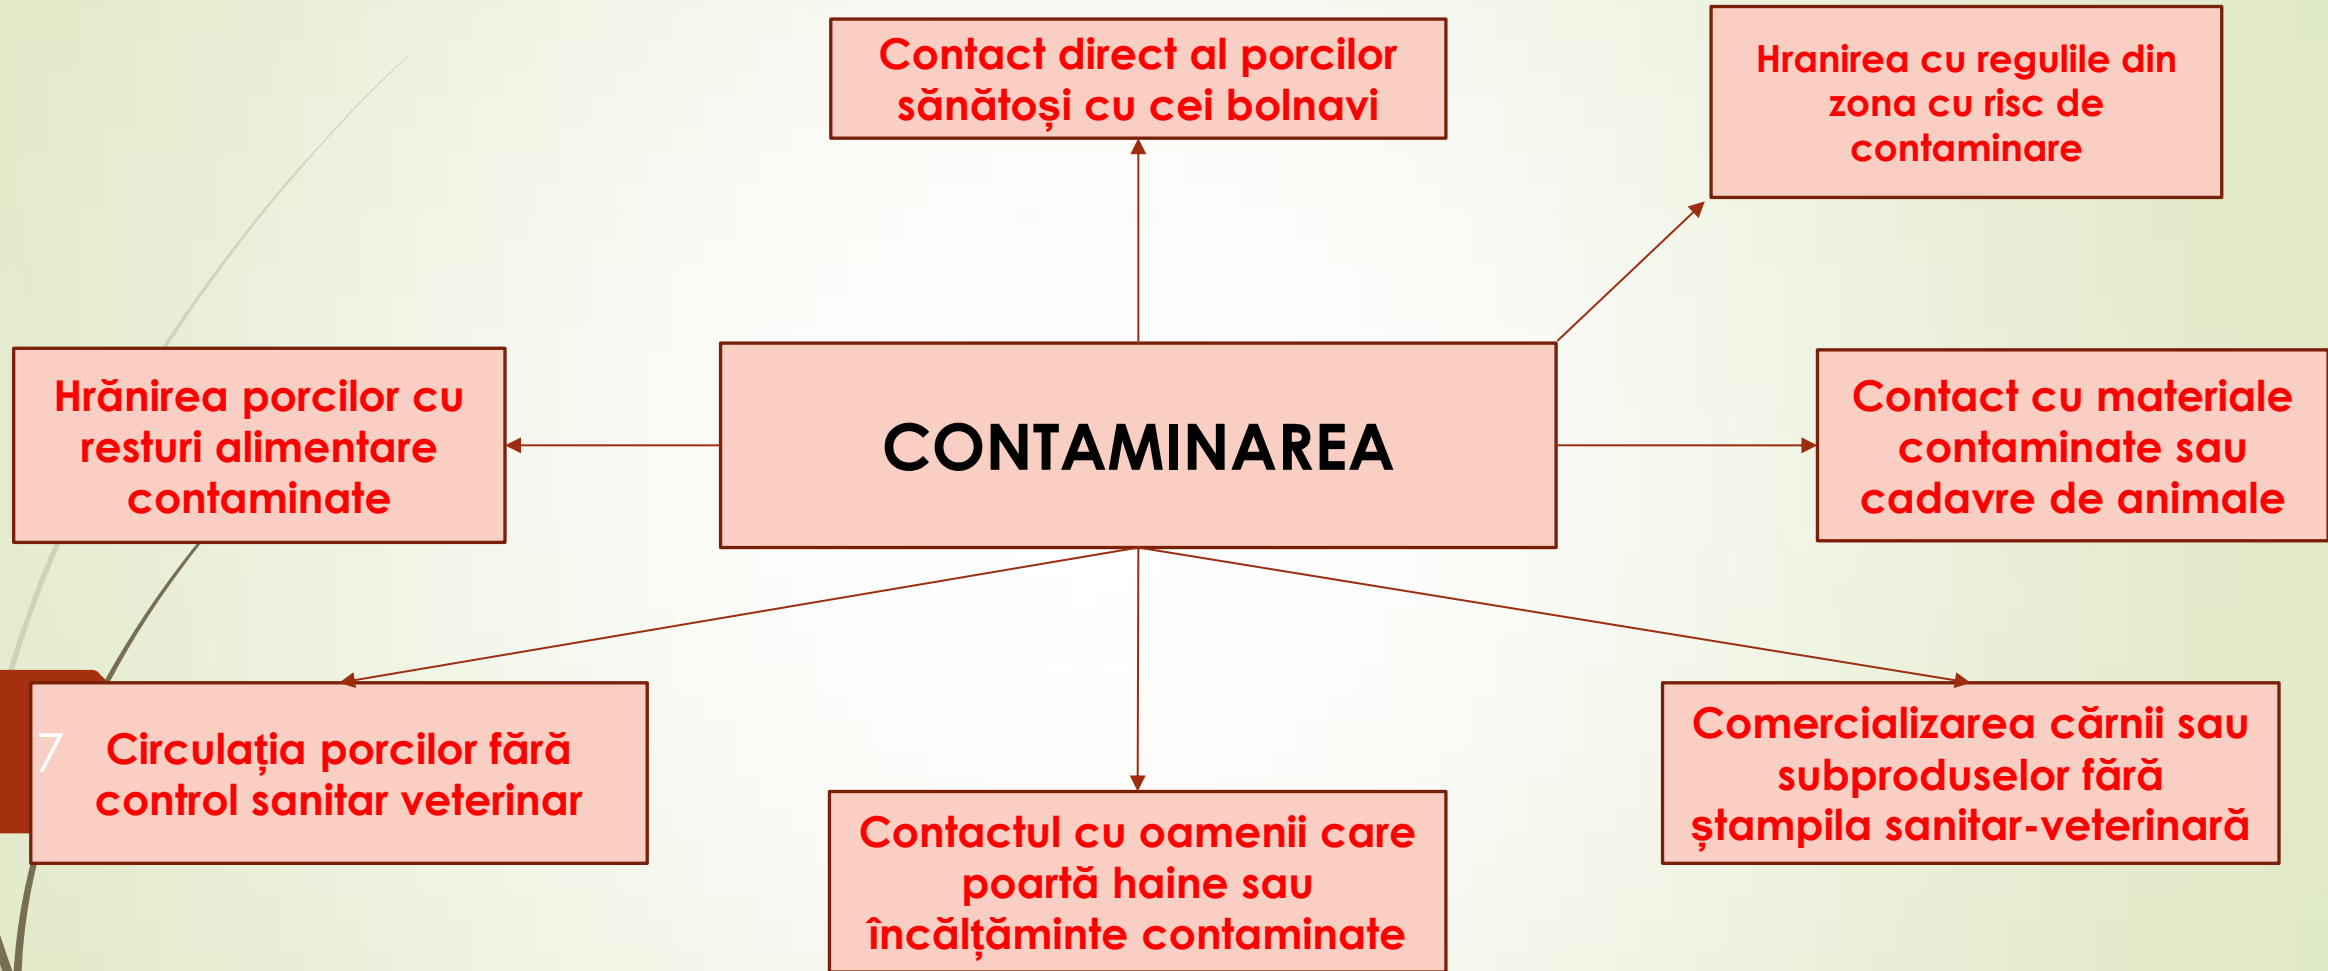 Contact direct al porcilor
sănătoși cu cei bolnavi
Hranirea cu regulile din
zona cu risc de
contaminare
Hrănirea porcilor cu
resturi alimentare
contaminate
CONTAMINAREA
Contact cu materiale
contaminate sau
cadavre de animale
7
Circulația porcilor fără
control sanitar veterinar
Contactul cu oamenii care
poartă haine sau
încălțăminte contaminate
Comercializarea cărnii sau
subproduselor fără
ștampila sanitar-veterinară